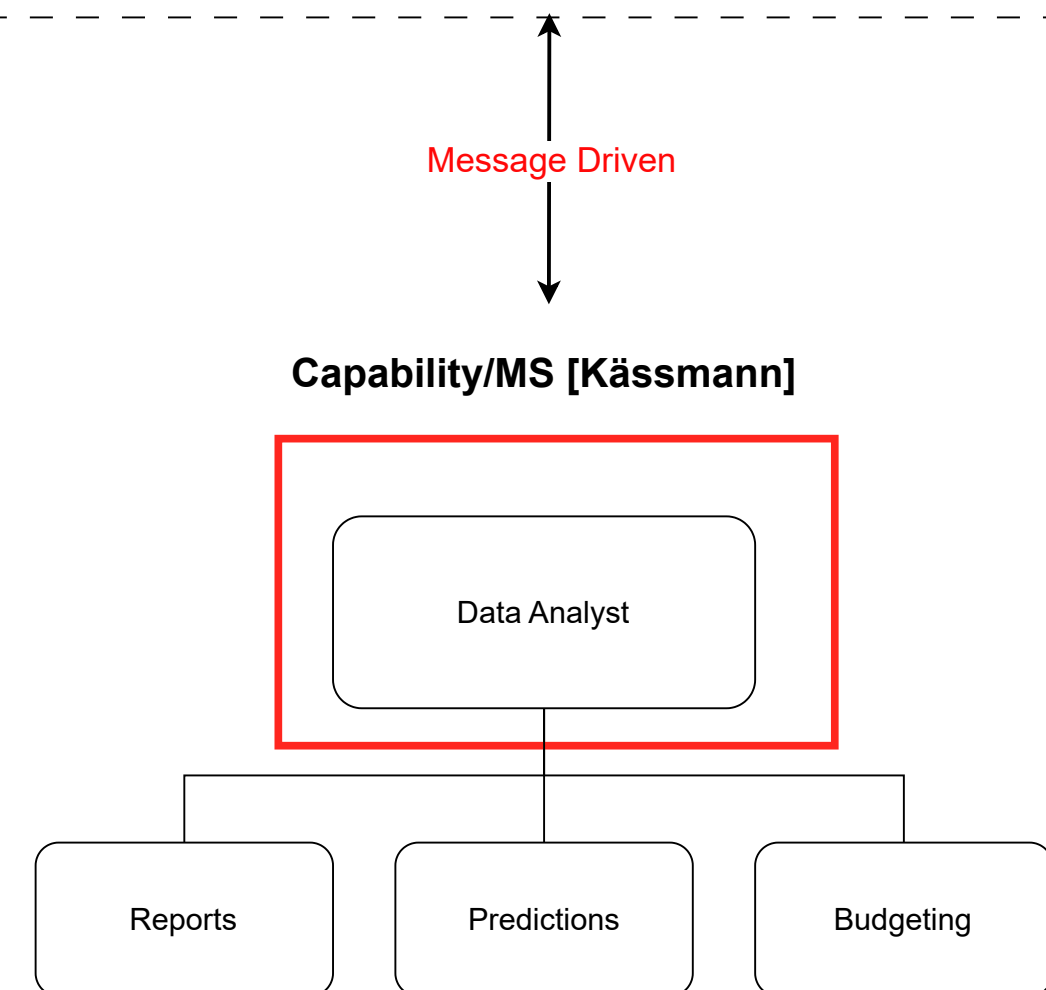 Message Driven
Capability/MS [Kässmann]
Data Analyst
Reports
Predictions
Budgeting